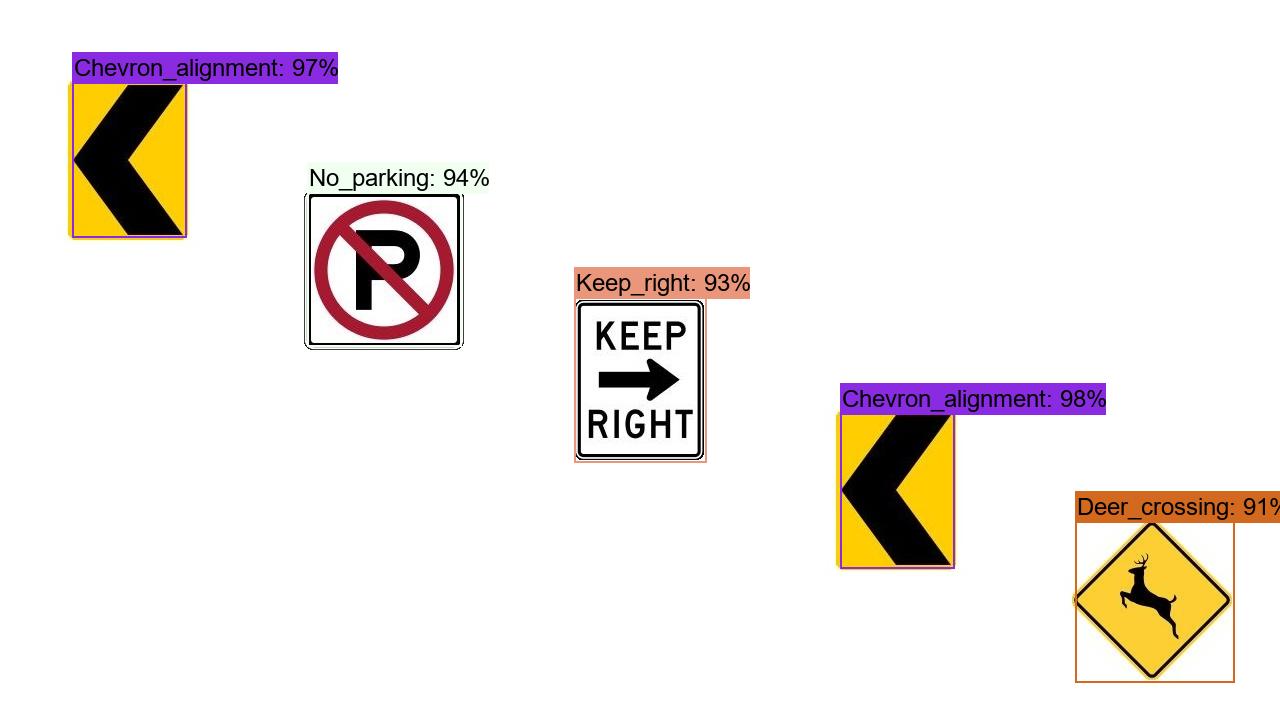 Chevron_alignment: 97%
No_parking: 94%
P
Keep_right: 93%
KEEP
RIGHT
Chevron_alignment: 98%
Deer_crossing: 91%